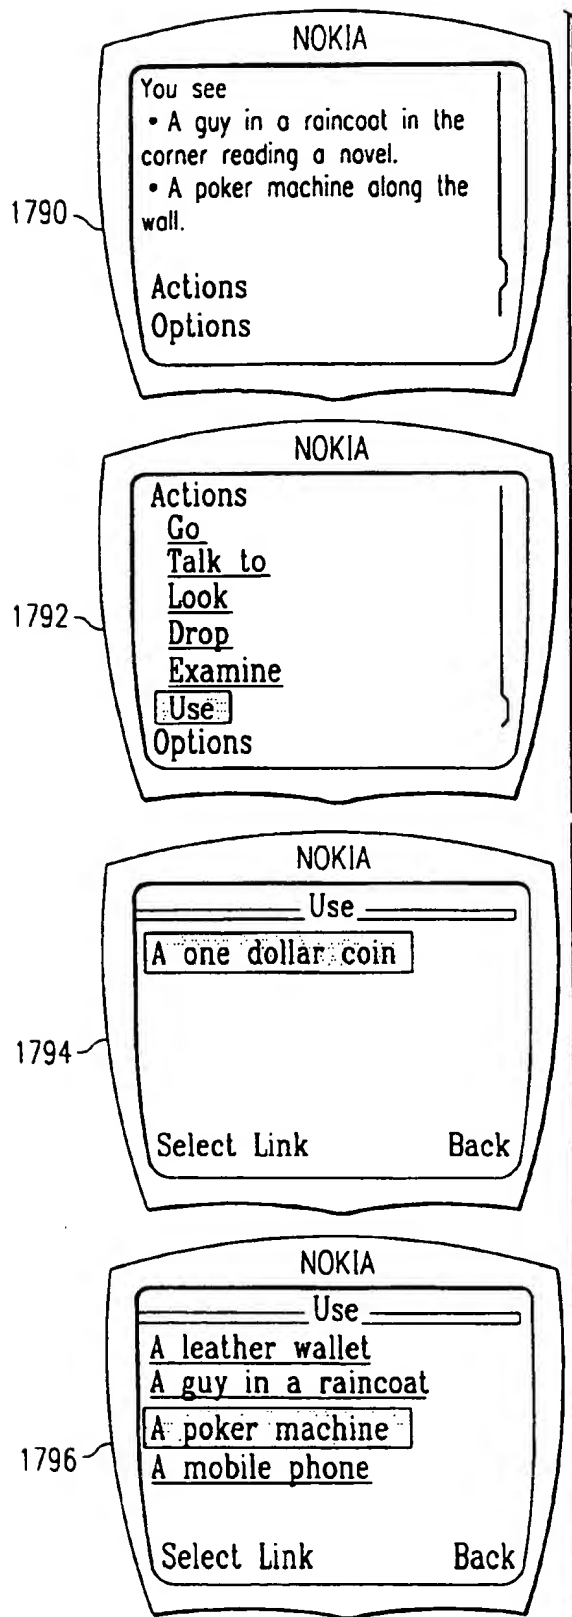 NOKIA
You see
• A guy in a raincoat in the
corner reading a novel.
• A poker machine along the
wall.
1790
Actions
Options
NOKIA
Actions
Go
Talk to
1792
Look
Drop
Examine
Use
Options
NOKIA
Use
A one dollar coin
1794
Select Link Back
NOKIA
Use
A leather wallet
A guy in a raincoat
A poker machine
1796
A mobile phone
Select Link Back